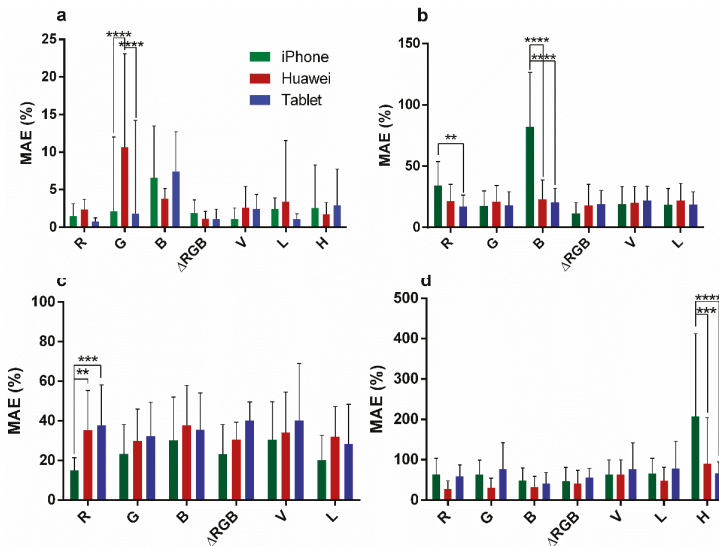 a
MAE (%)
25
20
15
10
5
0
****
****
iPhone
Huawei
Tablet
R G B ΔRGB V L H
b
MAE (%)
150
100
50
0
**
****
****
R G B ΔRGB V L
c
MAE (%)
100
80
60
40
20
0
***
**
R G B ΔRGB V L
d
MAE (%)
500
400
300
200
100
0
****
***
R G B ΔRGB V L H